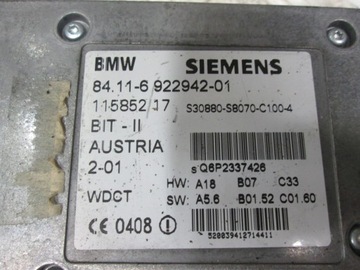 BMW SIEMENS
84.11-6 922942-01
115852 17 S30880-S8070-C100-4
BIT - II
AUSTRIA
2-01 S Q6P2337426
HW: A18 B07 C33
WDCT SW: A5.6 B01.52 C01.60
CE 0408
520039412714411